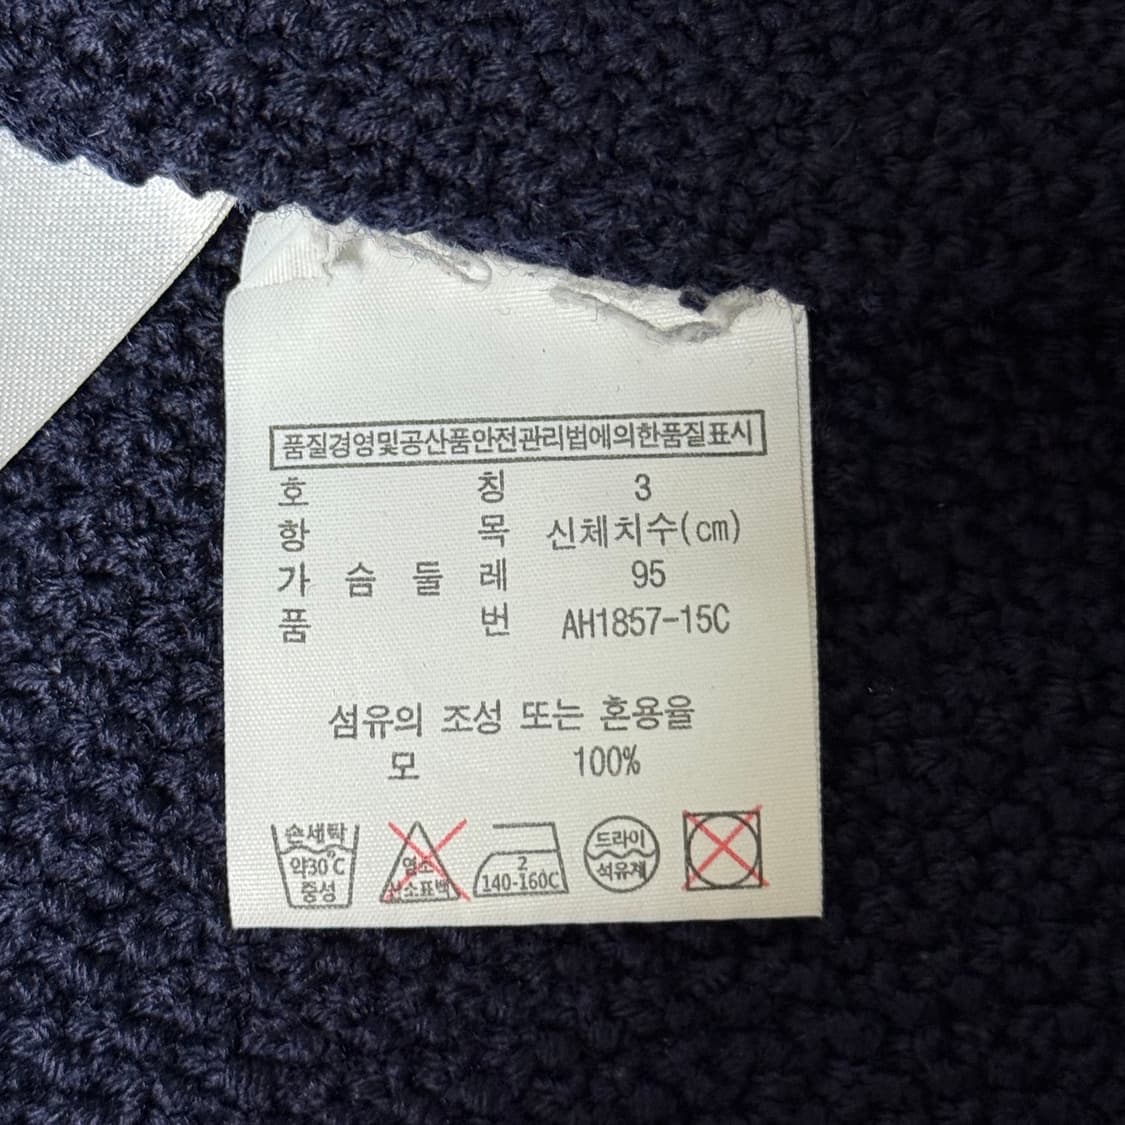 품질경영및공산품안전관리법에의한품질표시
호 칭 3
항 목 신체치수(cm)
가 슴 둘 레 95
품 번 AH1857-15C
섬유의 조성 또는 혼용율
모 100%
손세탁
약30℃
중성
염소
산소표백
2
140-160C
드라이
석유계